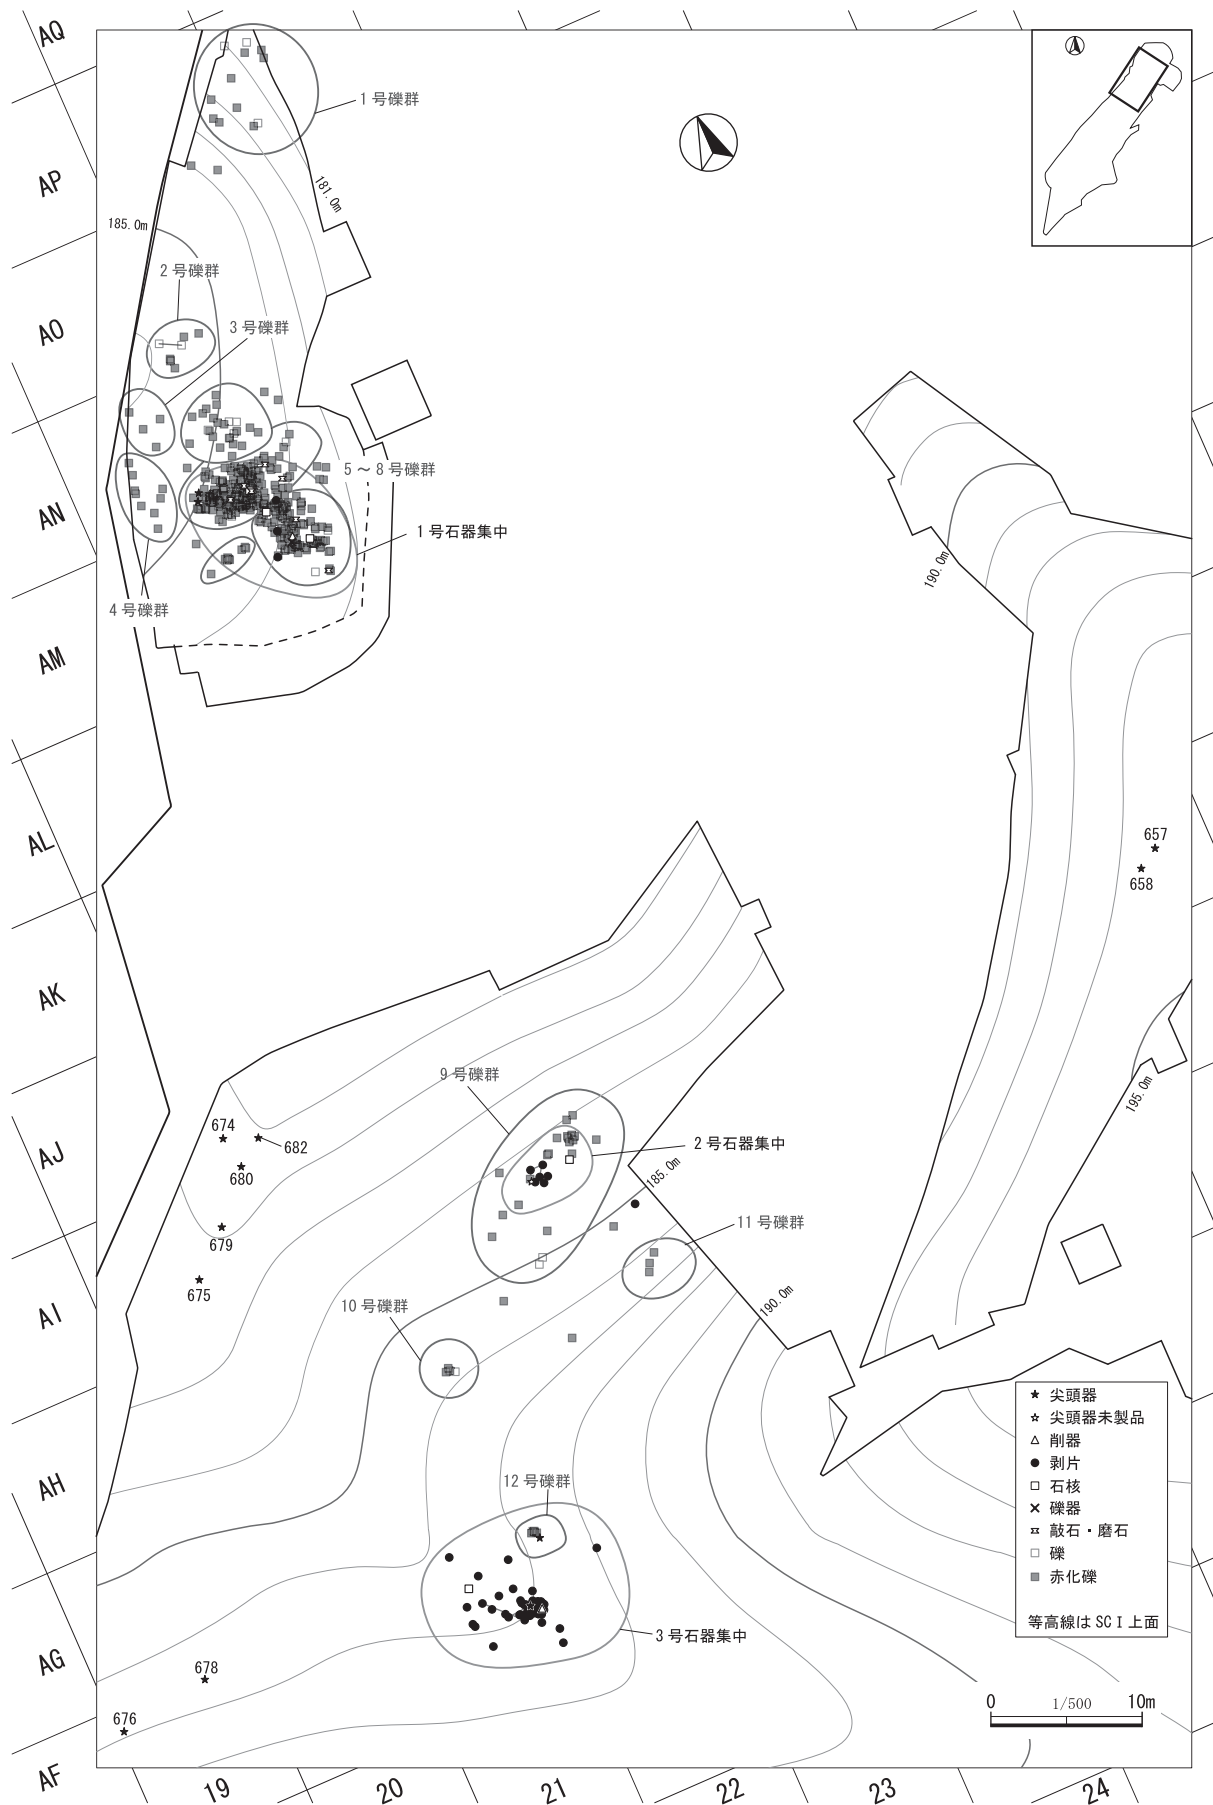 AQ
1号礫群
AP
181.0m
185.0m
2号礫群
AO
3号礫群
5～8号礫群
AN
1号石器集中
190.0m
4号礫群
AM
AL
657
658
AK
9号礫群
195.0m
674
682
AJ
2号石器集中
680
185.0m
11号礫群
679
675
190.0m
AI
10号礫群
尖頭器
尖頭器未製品
削器
剥片
石核
礫器
敲石・磨石
礫
赤化礫
等高線はSCⅠ上面
AH
12号礫群
3号石器集中
AG
678
676
0 1/500 10m
AF
19 20 21 22 23 24